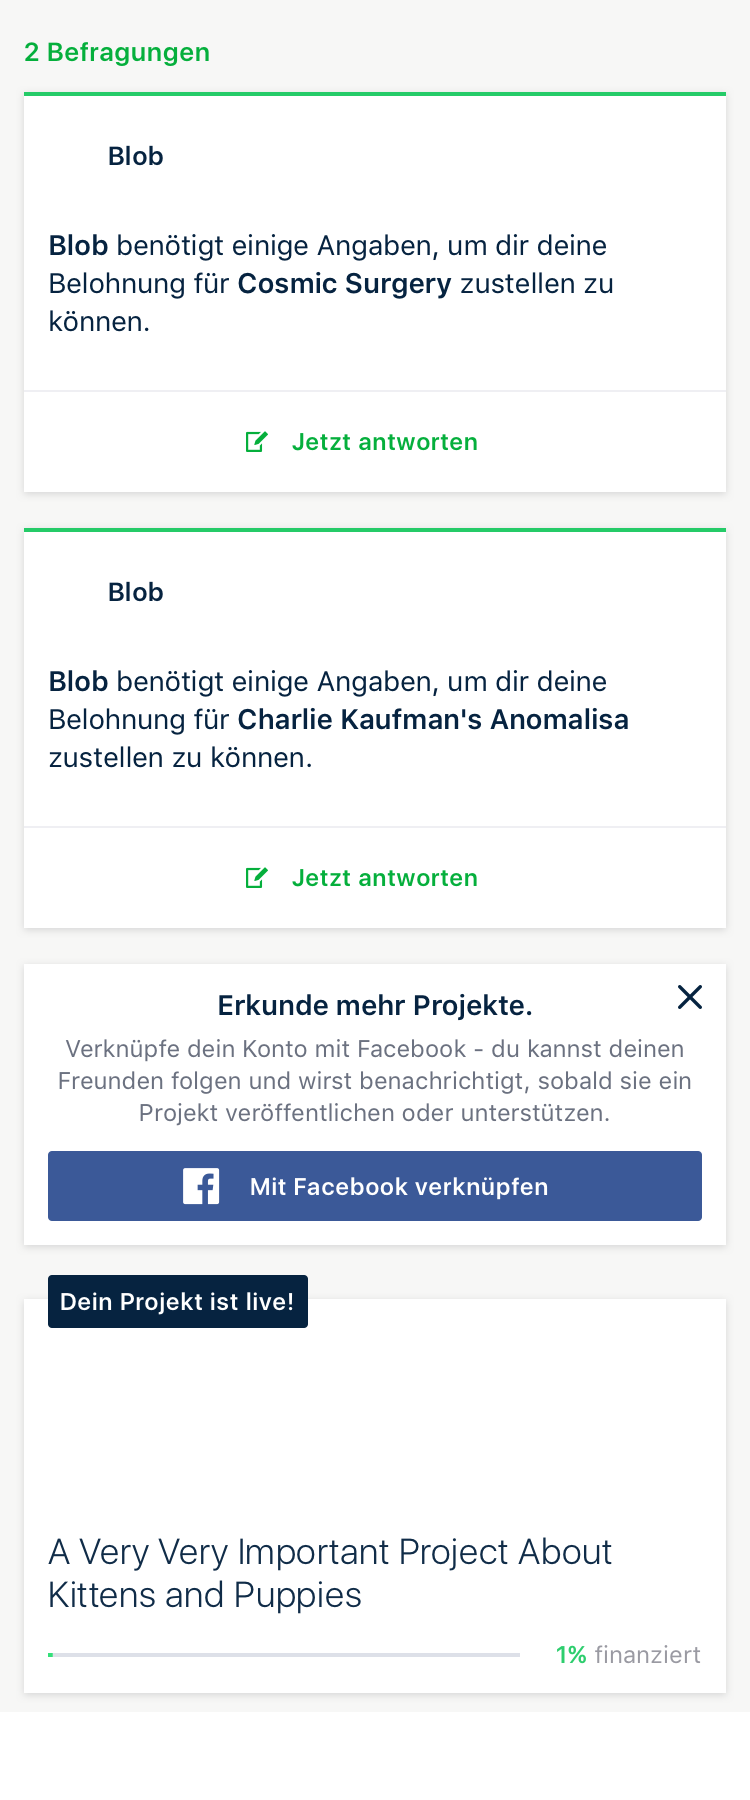 2 Befragungen
Blob
Blob benötigt einige Angaben, um dir deine
Belohnung für Cosmic Surgery zustellen zu
können.
Jetzt antworten
Blob
Blob benötigt einige Angaben, um dir deine
Belohnung für Charlie Kaufman's Anomalisa
zustellen zu können.
Jetzt antworten
Erkunde mehr Projekte.
Verknüpfe dein Konto mit Facebook - du kannst deinen
Freunden folgen und wirst benachrichtigt, sobald sie ein
Projekt veröffentlichen oder unterstützen.
Mit Facebook verknüpfen
Dein Projekt ist live!
A Very Very Important Project About
Kittens and Puppies
1% finanziert